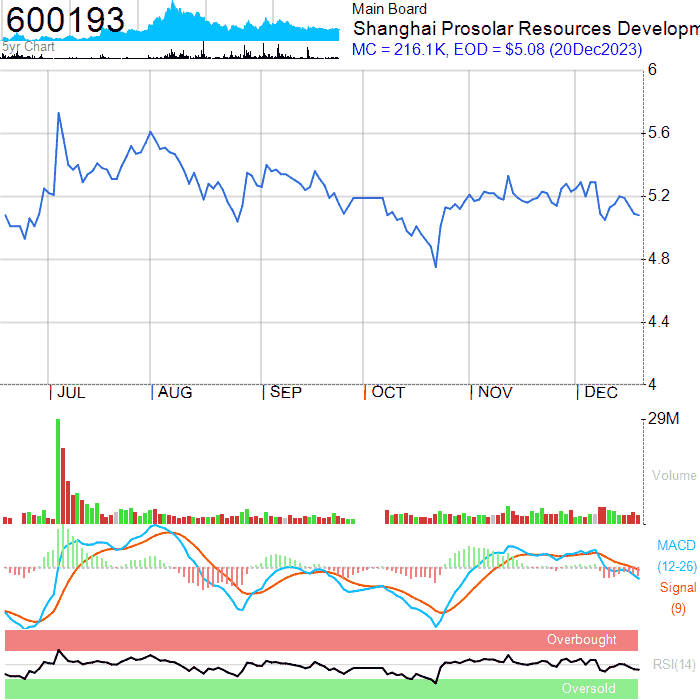 600193
5yr Chart
Main Board
Shanghai Prosolar Resources Developm
MC = 216.1K, EOD = $5.08 (20Dec2023)
6
5.6
5.2
4.8
4.4
4
JUL
AUG
SEP
OCT
NOV
DEC
29M
Volume
MACD
(12-26)
Signal
(9)
Overbought
RSI(14)
Oversold